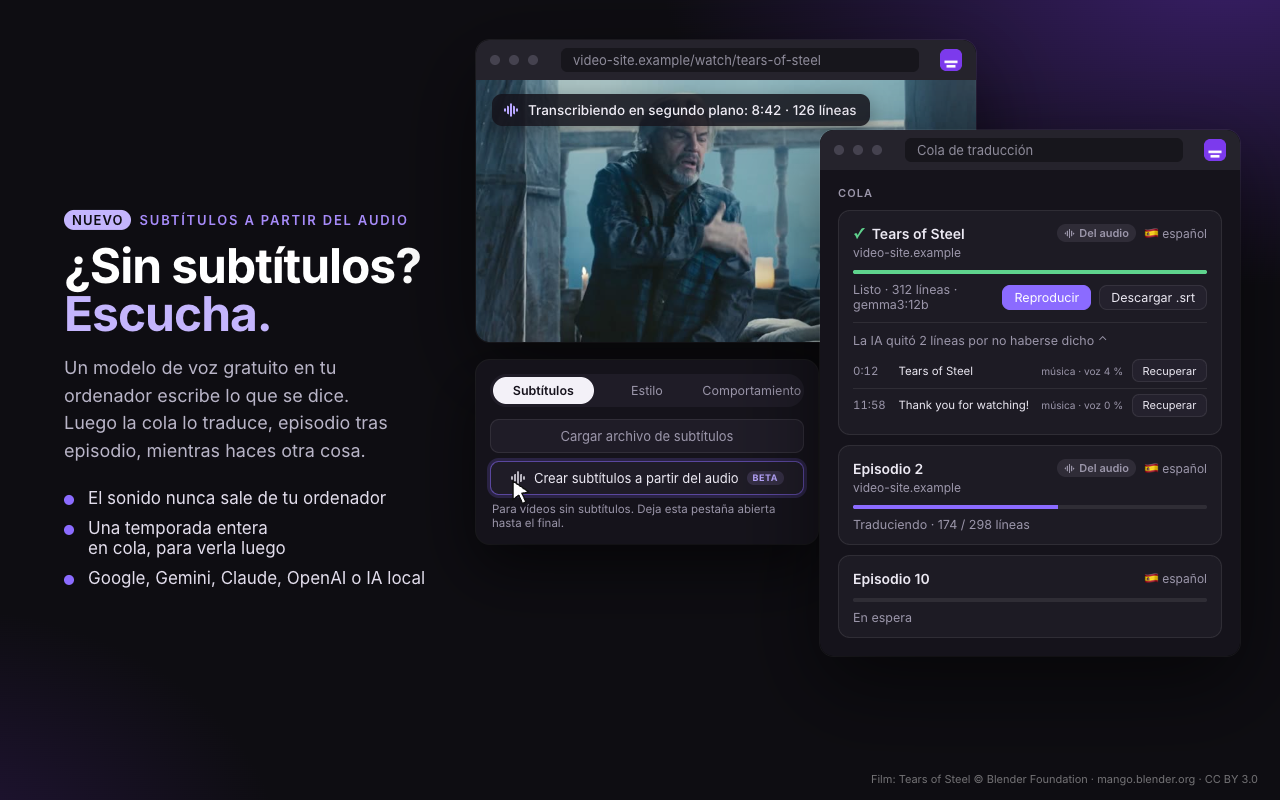 NUEVO SUBTÍTULOS A PARTIR DEL AUDIO
¿Sin subtítulos?
Escucha.
Un modelo de voz gratuito en tu
ordenador escribe lo que se dice.
Luego la cola lo traduce, episodio tras
episodio, mientras haces otra cosa.
El sonido nunca sale de tu ordenador
Una temporada entera
en cola, para verla luego
Google, Gemini, Claude, OpenAI o IA local
video-site.example/watch/tears-of-steel
Transcribiendo en segundo plano: 8:42 · 126 líneas
Subtítulos Estilo Comportamiento
Cargar archivo de subtítulos
Crear subtítulos a partir del audio BETA
Para vídeos sin subtítulos. Deja esta pestaña abierta
hasta el final.
Cola de traducción
COLA
✓ Tears of Steel Del audio español
video-site.example
Listo · 312 líneas ·
gemma3:12b
Reproducir Descargar .srt
La IA quitó 2 líneas por no haberse dicho ^
0:12 Tears of Steel música · voz 4 % Recuperar
11:58 Thank you for watching! música · voz 0 % Recuperar
Episodio 2 Del audio español
video-site.example
Traduciendo · 174 / 298 líneas
Episodio 10 español
En espera
Film: Tears of Steel © Blender Foundation · mango.blender.org · CC BY 3.0